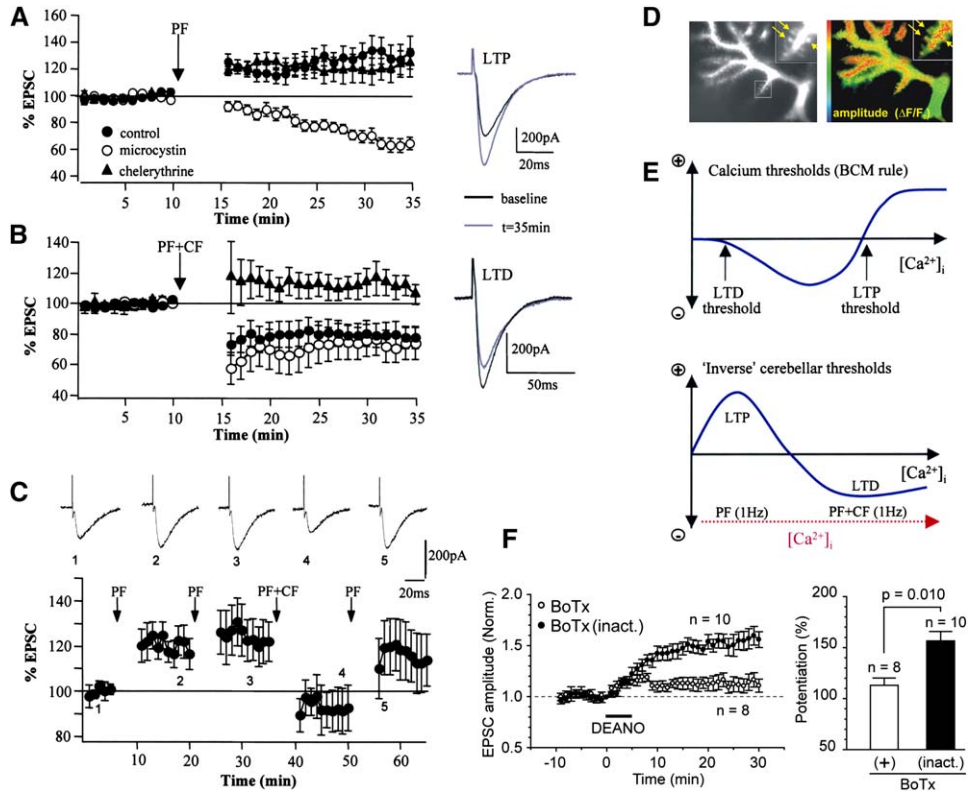 A
160
140
120
100
80
60
40
% EPSC
PF
control
microcystin
chelerythrine
5 10 15 20 25 30 35
Time (min)
LTP
200pA
20ms
baseline
t=35min
B
140
120
100
80
60
40
% EPSC
PF+CF
5 10 15 20 25 30 35
Time (min)
LTD
200pA
50ms
C
1 2 3 4 5
200pA
20ms
PF PF PF+CF PF
140
120
100
80
% EPSC
1 2 3 4 5
10 20 30 40 50 60
Time (min)
D
amplitude (ΔF/F₀)
E
+
Calcium thresholds (BCM rule)
[Ca²⁺]ᵢ
LTD threshold
LTP threshold
-
+
'Inverse' cerebellar thresholds
LTP
[Ca²⁺]ᵢ
LTD
PF (1Hz) PF+CF (1Hz)
-
[Ca²⁺]ᵢ
F
EPSC amplitude (Norm.)
2.0
1.5
1.0
0.5
BoTx
BoTx (inact.)
n = 10
n = 8
DEANO
-10 0 10 20 30
Time (min)
p = 0.010
n = 10
n = 8
Potentiation (%)
200
150
100
50
(+) (inact.)
BoTx